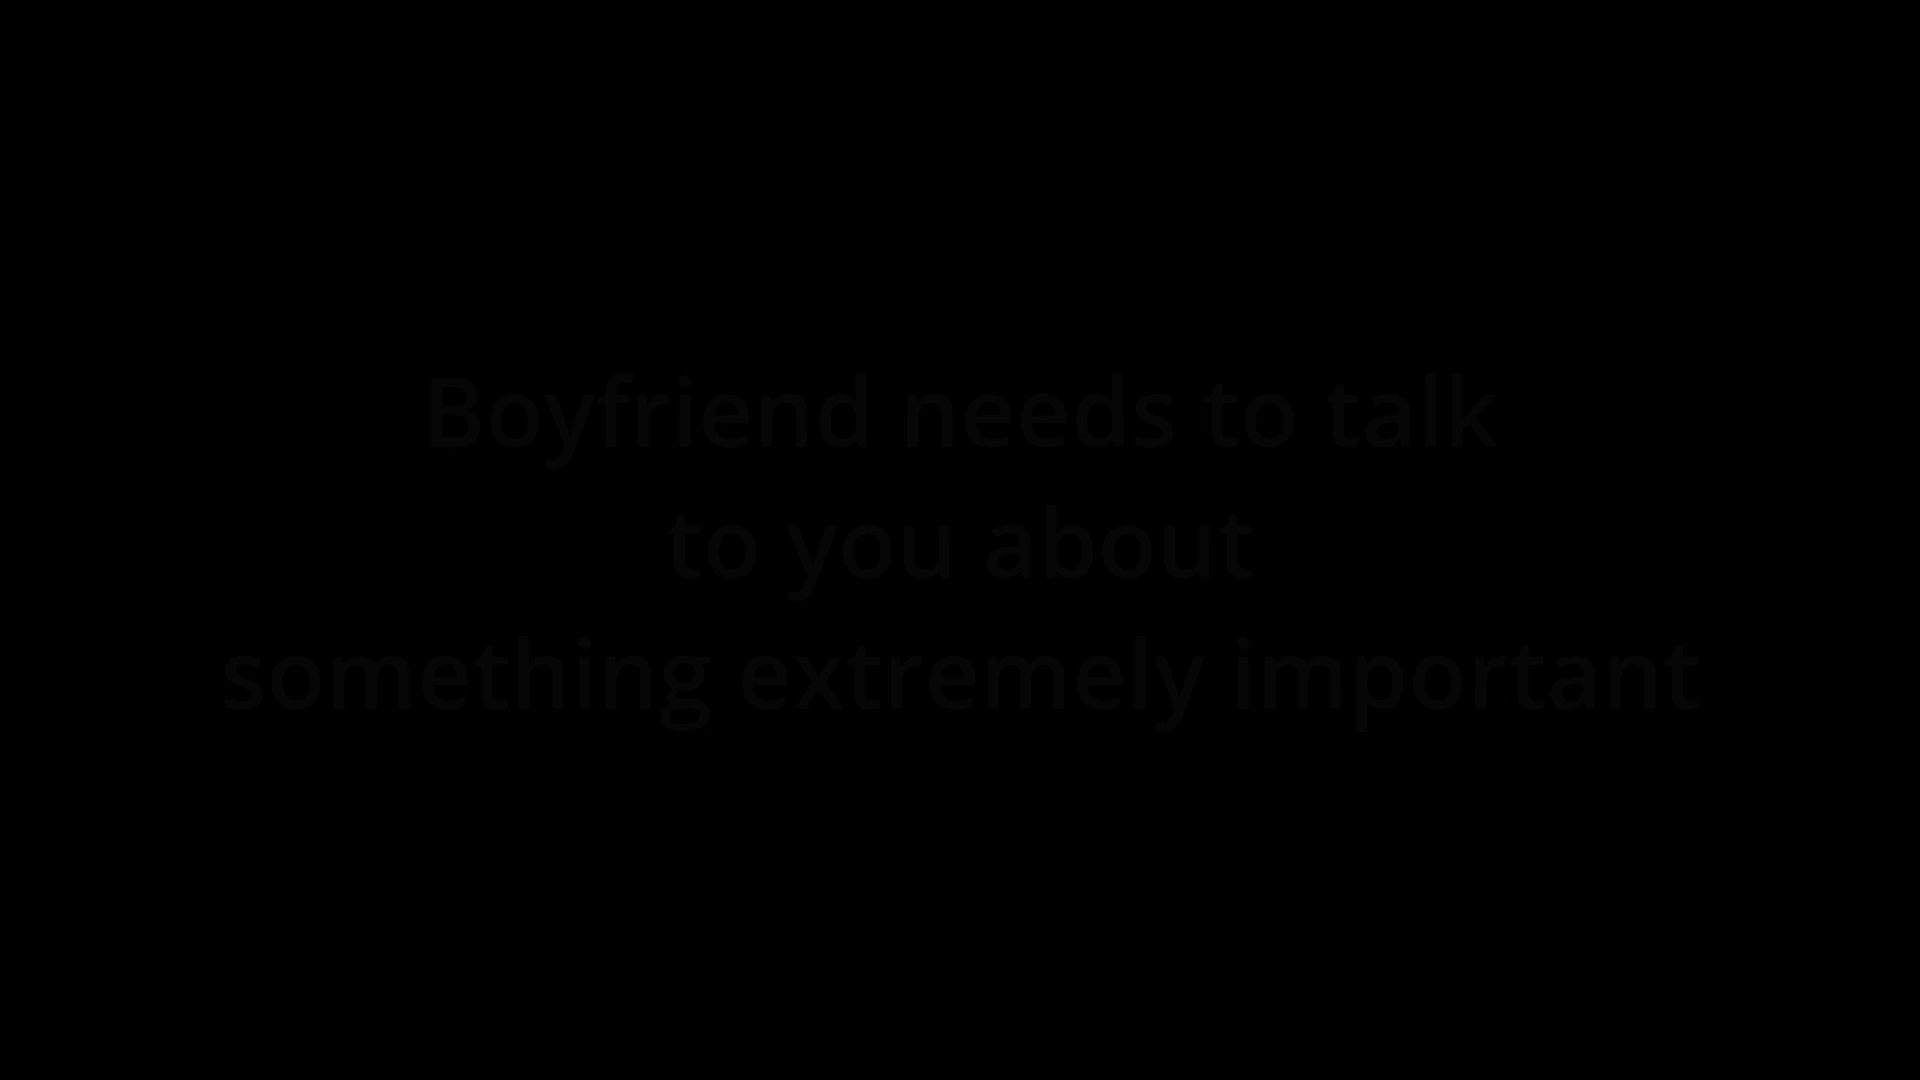 Boyfriend needs to talk
to you about
something extremely important